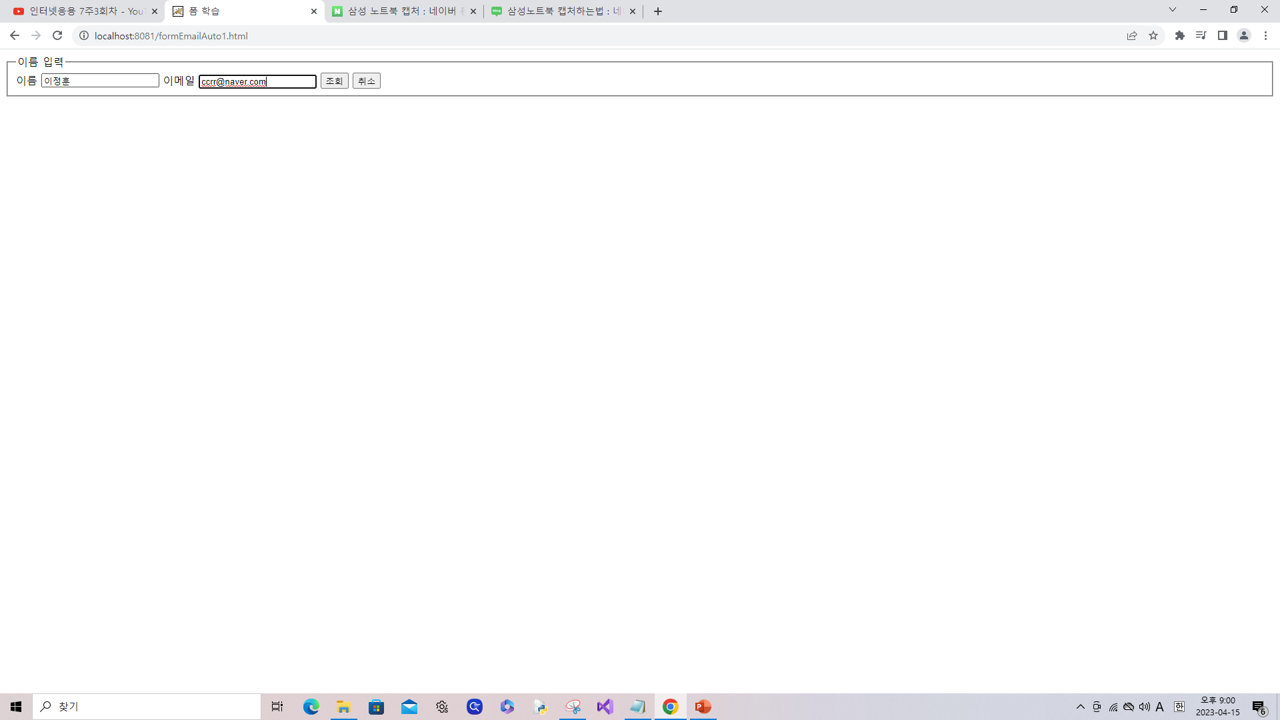 인터넷응용 7주3회차 - You
폼 학습
삼성 노트북 캡처 : 네이버
삼성노트북 캡처하는법 : 네
localhost:8081/formEmailAuto1.html
이름 입력
이름 이정훈 이메일 ccrr@naver.com 조회 취소
찾기
A 한 오후 9:00
2023-04-15
6